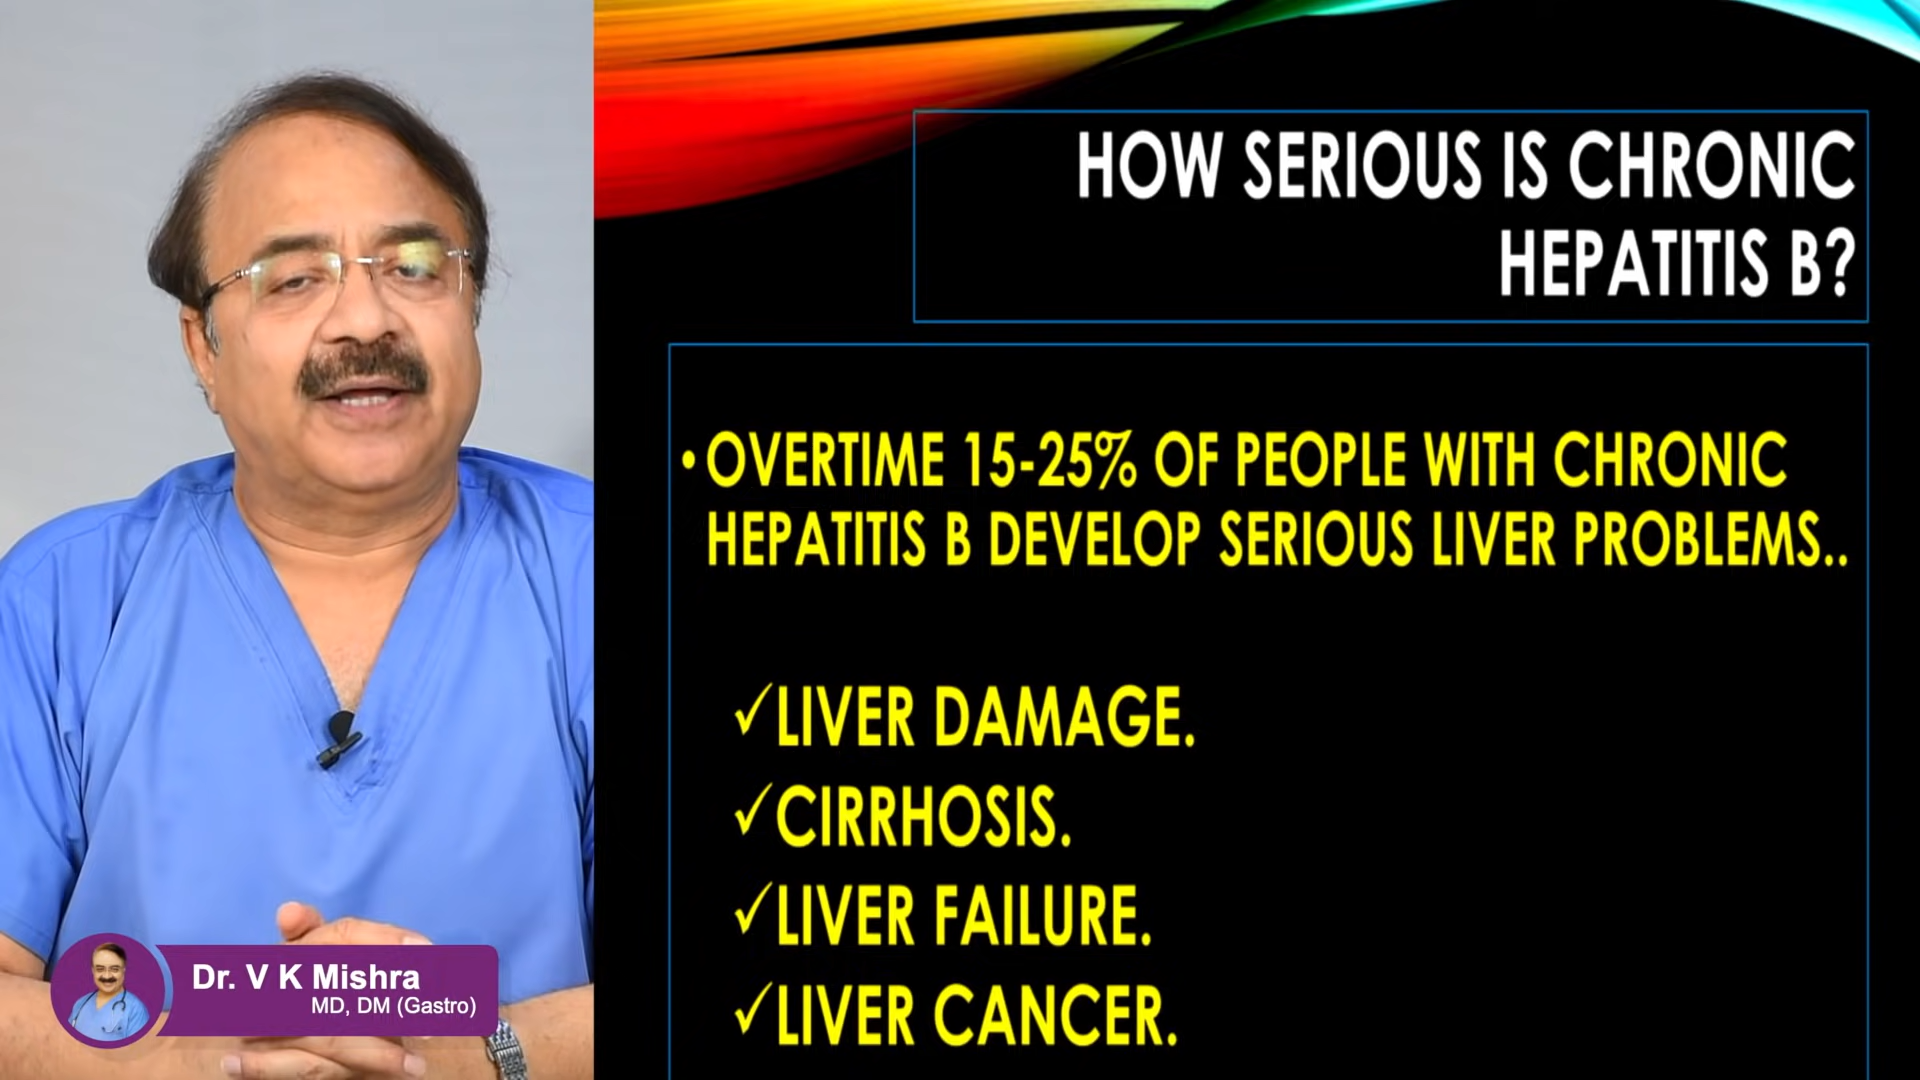 HOW SERIOUS IS CHRONIC
HEPATITIS B?
• OVERTIME 15-25% OF PEOPLE WITH CHRONIC
HEPATITIS B DEVELOP SERIOUS LIVER PROBLEMS..
✓LIVER DAMAGE.
✓CIRRHOSIS.
✓LIVER FAILURE.
✓LIVER CANCER.
Dr. V K Mishra
MD, DM (Gastro)